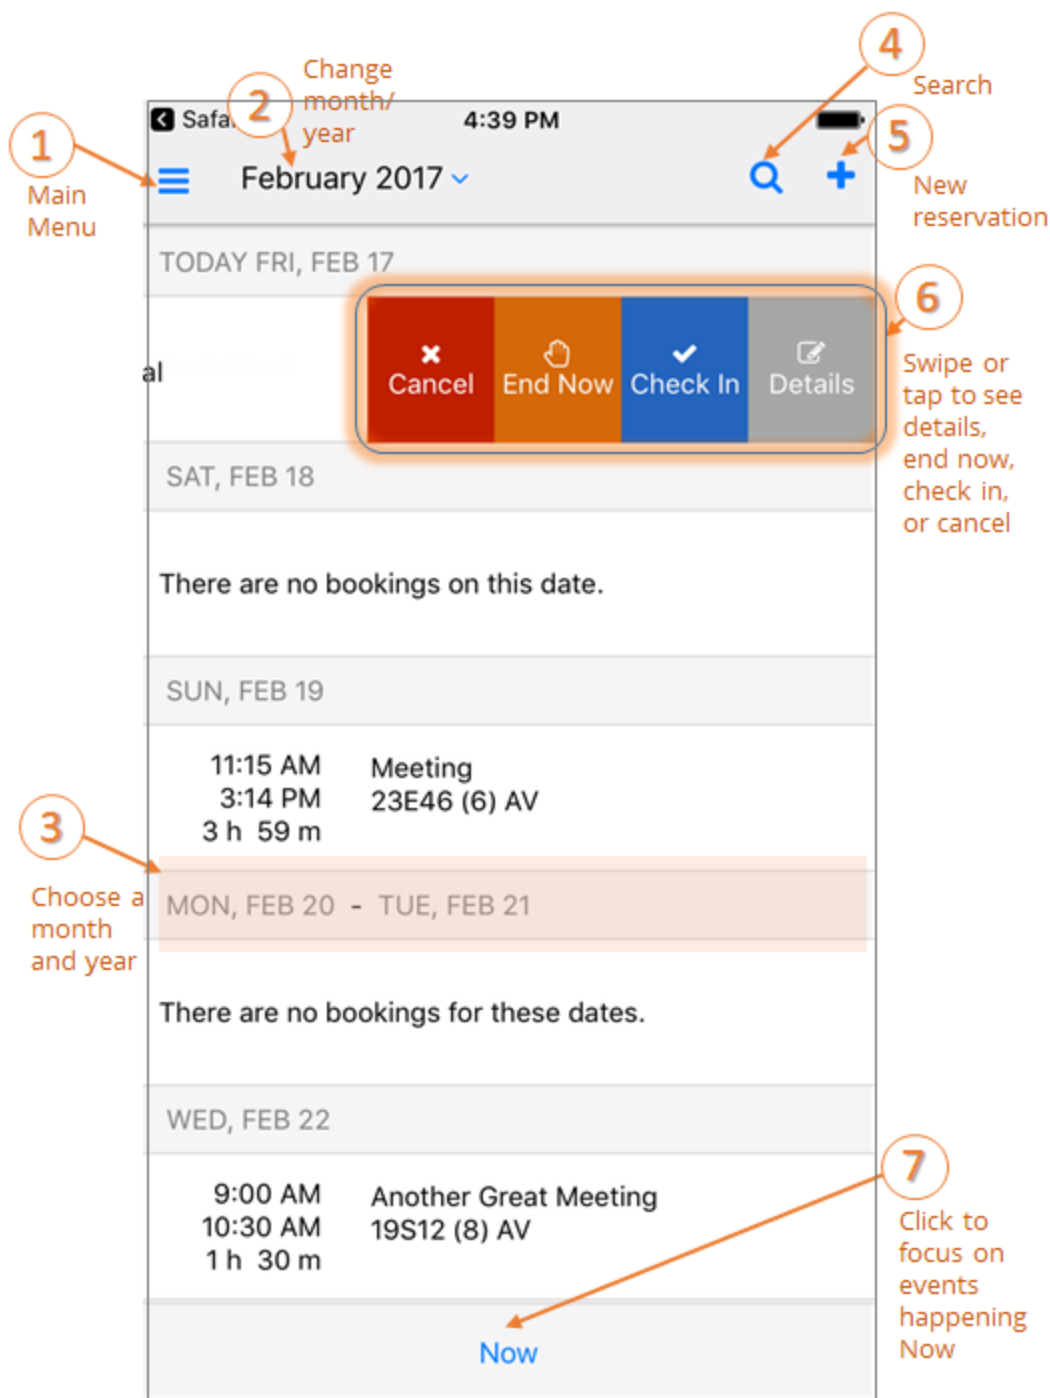 4
Search
Change
month/
year
2
Safa
4:39 PM
1
Main
Menu
February 2017
5
New
reservation
TODAY FRI, FEB 17
al
Cancel
End Now
Check In
Details
6
Swipe or
tap to see
details,
end now,
check in,
or cancel
SAT, FEB 18
There are no bookings on this date.
SUN, FEB 19
11:15 AM
Meeting
3:14 PM
23E46 (6) AV
3 h 59 m
3
Choose a
month
and year
MON, FEB 20 - TUE, FEB 21
There are no bookings for these dates.
WED, FEB 22
9:00 AM
Another Great Meeting
10:30 AM
19S12 (8) AV
1 h 30 m
7
Click to
focus on
events
happening
Now
Now